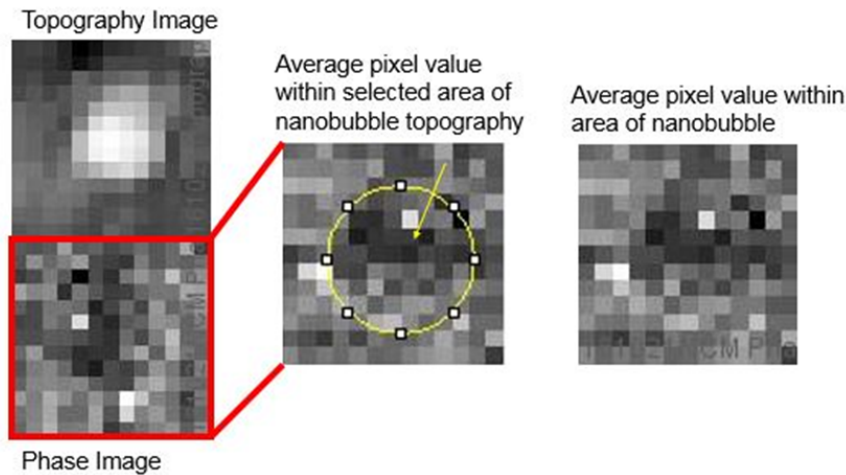 Topography Image
Average pixel value
within selected area of
nanobubble topography
Average pixel value within
area of nanobubble
Phase Image